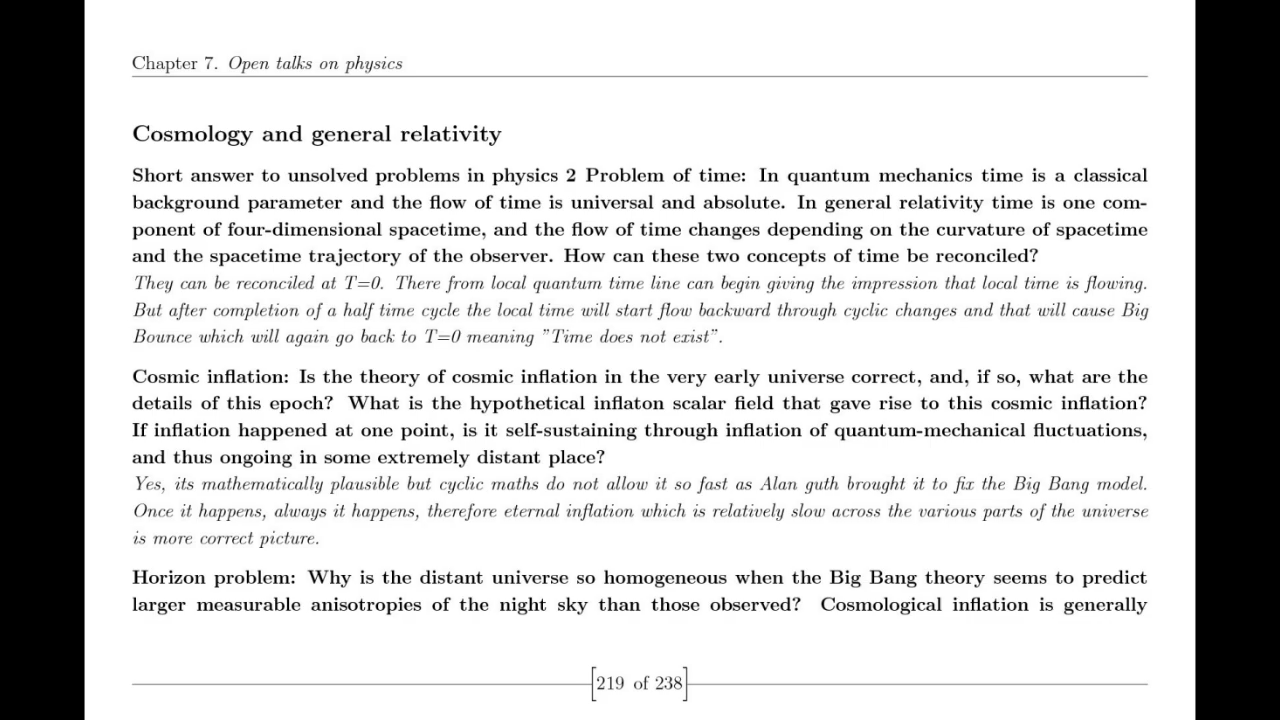 Chapter 7. Open talks on physics
Cosmology and general relativity
Short answer to unsolved problems in physics 2 Problem of time: In quantum mechanics time is a classical
background parameter and the flow of time is universal and absolute. In general relativity time is one com-
ponent of four-dimensional spacetime, and the flow of time changes depending on the curvature of spacetime
and the spacetime trajectory of the observer. How can these two concepts of time be reconciled?
They can be reconciled at T=0. There from local quantum time line can begin giving the impression that local time is flowing.
But after completion of a half time cycle the local time will start flow backward through cyclic changes and that will cause Big
Bounce which will again go back to T=0 meaning ”Time does not exist”.
Cosmic inflation: Is the theory of cosmic inflation in the very early universe correct, and, if so, what are the
details of this epoch? What is the hypothetical inflaton scalar field that gave rise to this cosmic inflation?
If inflation happened at one point, is it self-sustaining through inflation of quantum-mechanical fluctuations,
and thus ongoing in some extremely distant place?
Yes, its mathematically plausible but cyclic maths do not allow it so fast as Alan guth brought it to fix the Big Bang model.
Once it happens, always it happens, therefore eternal inflation which is relatively slow across the various parts of the universe
is more correct picture.
Horizon problem: Why is the distant universe so homogeneous when the Big Bang theory seems to predict
larger measurable anisotropies of the night sky than those observed? Cosmological inflation is generally
219 of 238